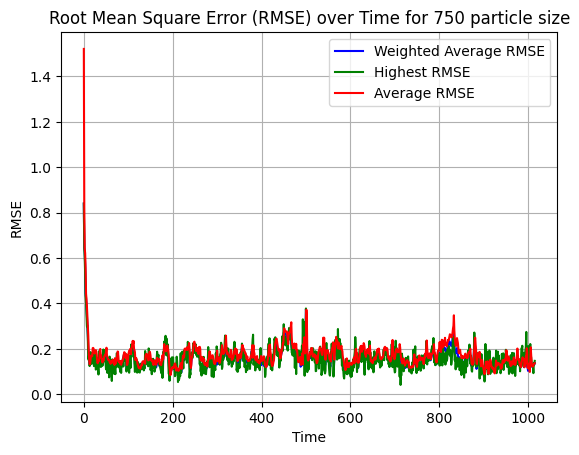 Root Mean Square Error (RMSE) over Time for 750 particle size
Weighted Average RMSE
Highest RMSE
Average RMSE
RMSE
1.4
1.2
1.0
0.8
0.6
0.4
0.2
0.0
0 200 400 600 800 1000
Time